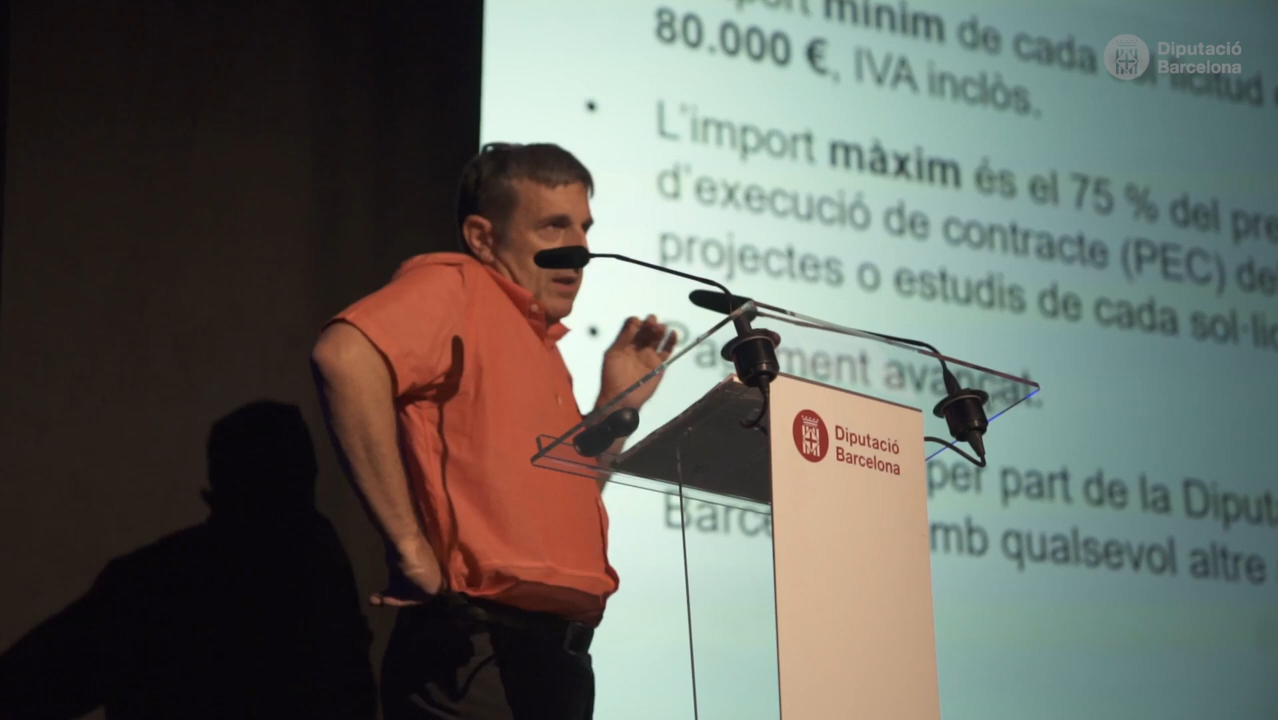 mínim de cada
80.000 €, IVA inclòs.
Diputació
Barcelona
L'import màxim és el 75 % del
d'execució de contracte (PEC)
projectes o estudis de cada
avançat.
Diputació
Barcelona
per part de la
amb qualsevol altre